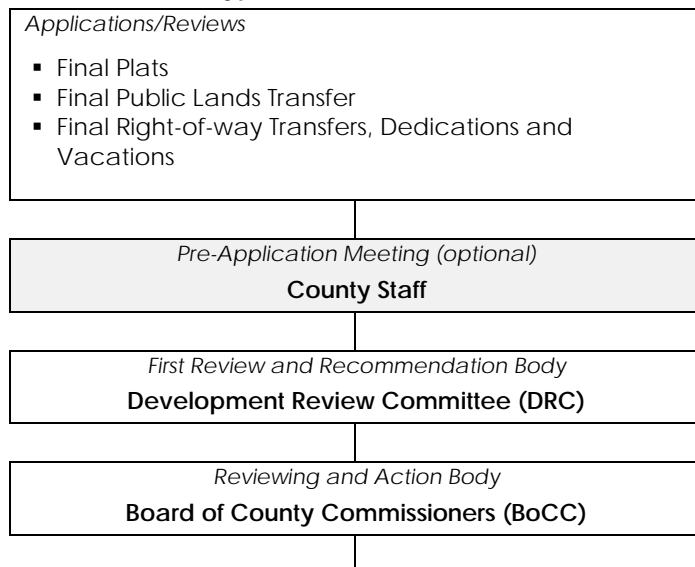 Applications/Reviews
▪ Final Plats
▪ Final Public Lands Transfer
▪ Final Right-of-way Transfers, Dedications and
Vacations
Pre-Application Meeting (optional)
County Staff
First Review and Recommendation Body
Development Review Committee (DRC)
Reviewing and Action Body
Board of County Commissioners (BoCC)